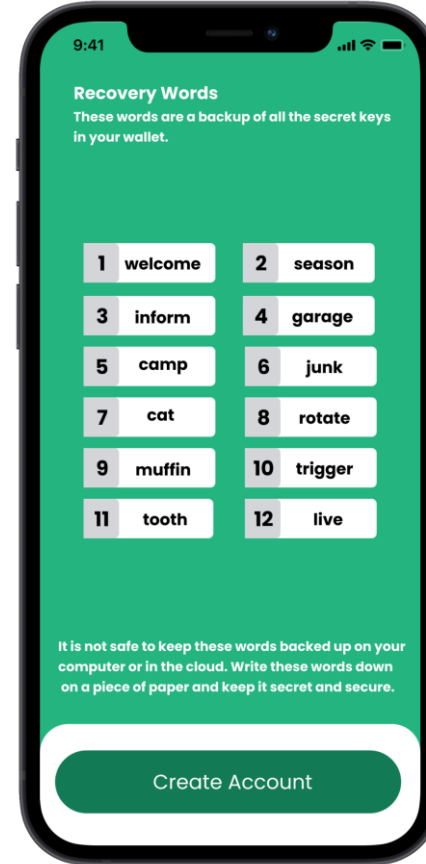 9:41
Recovery Words
These words are a backup of all the secret keys
in your wallet.
1 welcome 2 season
3 inform 4 garage
5 camp 6 junk
7 cat 8 rotate
9 muffin 10 trigger
11 tooth 12 live
It is not safe to keep these words backed up on your
computer or in the cloud. Write these words down
on a piece of paper and keep it secret and secure.
Create Account